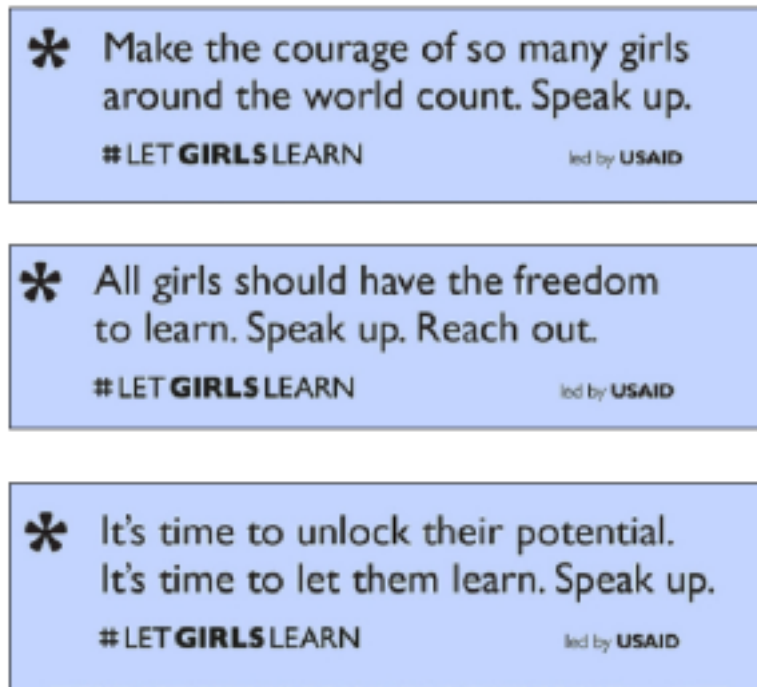 * Make the courage of so many girls
around the world count. Speak up.
#LETGIRLSLEARN led by USAID
* All girls should have the freedom
to learn. Speak up. Reach out.
#LETGIRLSLEARN led by USAID
* It's time to unlock their potential.
It's time to let them learn. Speak up.
#LETGIRLSLEARN led by USAID